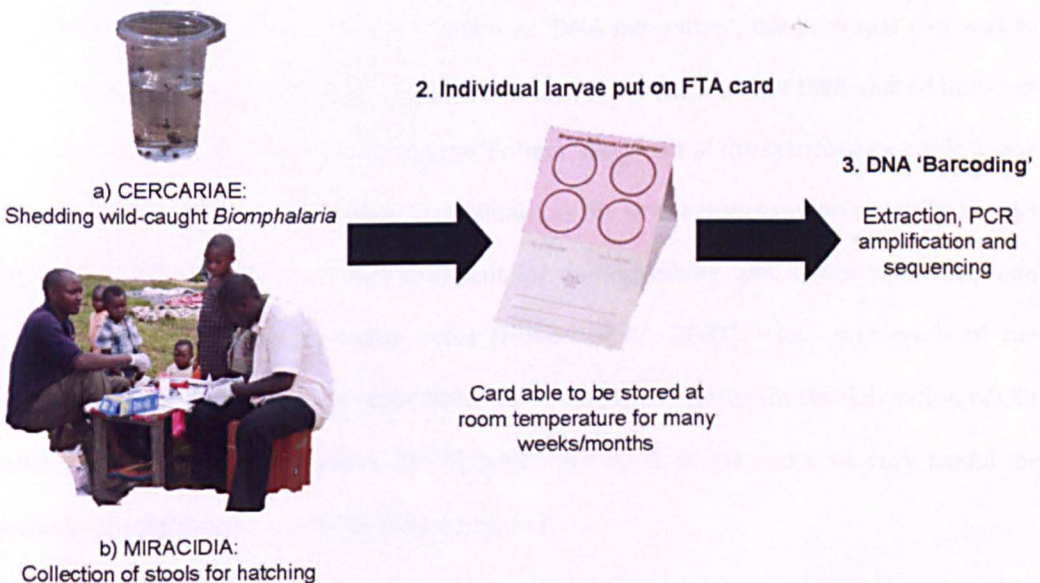 a) CERCARIAE:
Shedding wild-caught Biomphalaria
b) MIRACIDIA:
Collection of stools for hatching
2. Individual larvae put on FTA card
Card able to be stored at
room temperature for many
weeks/months
3. DNA ‘Barcoding’
Extraction, PCR
amplification and
sequencing